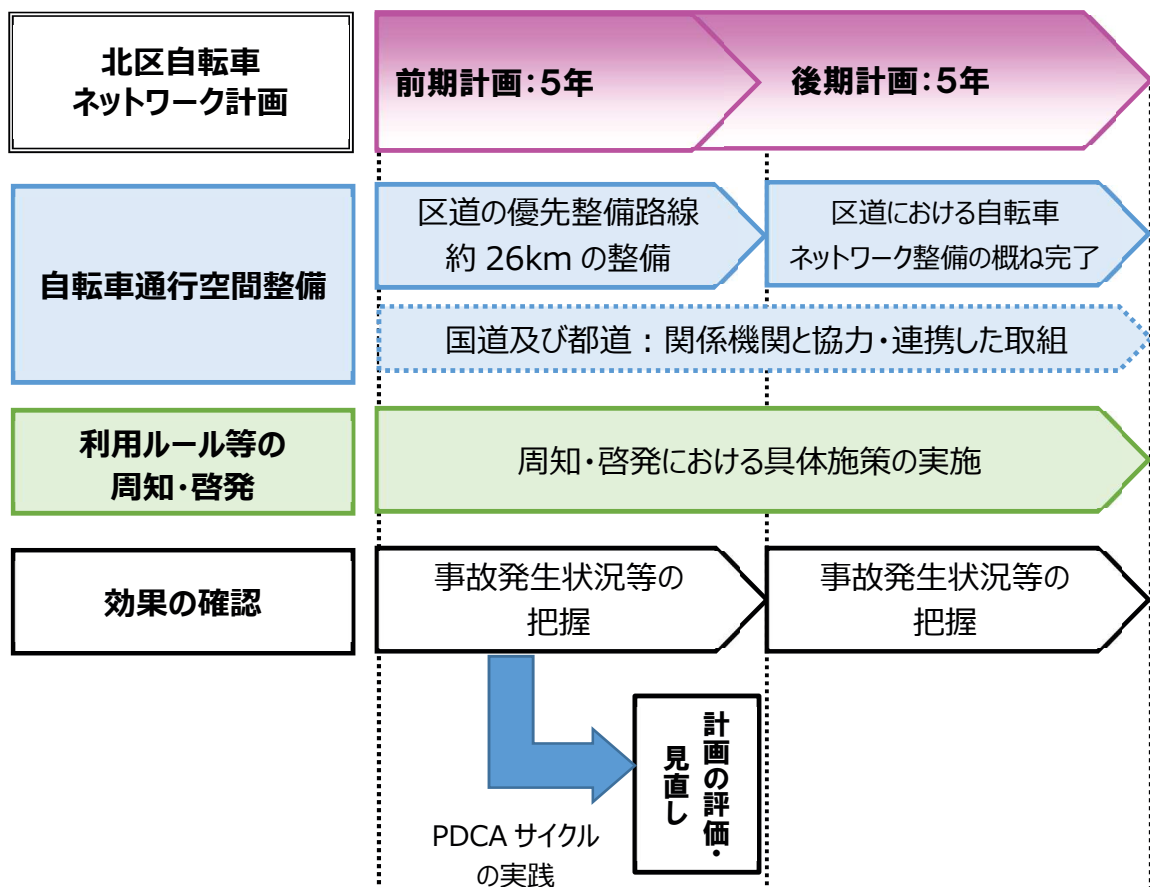 北区自転車
ネットワーク計画
前期計画:5年
後期計画:5年
自転車通行空間整備
区道の優先整備路線
約 26km の整備
区道における自転車
ネットワーク整備の概ね完了
国道及び都道:関係機関と協力・連携した取組
利用ルール等の
周知・啓発
周知・啓発における具体施策の実施
効果の確認
事故発生状況等の
把握
事故発生状況等の
把握
計画の評価・
見直し
PDCA サイクル
の実践